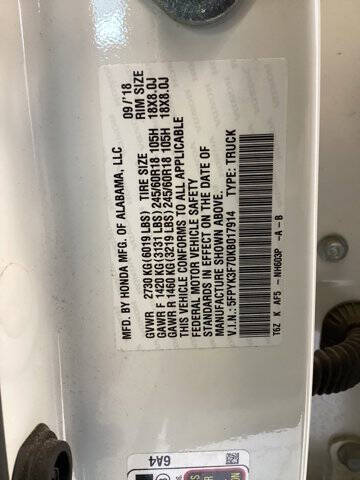 MFD. BY HONDA MFG. OF ALABAMA, LLC 09/'18
GVWR 2730 KG(6019 LBS) TIRE SIZE RIM SIZE
GAWR F 1420 KG(3131 LBS) 245/60R18 105H 18X8.0J
GAWR R 1460 KG(3219 LBS) 245/60R18 105H 18X8.0J
THIS VEHICLE CONFORMS TO ALL APPLICABLE
FEDERAL MOTOR VEHICLE SAFETY
STANDARDS IN EFFECT ON THE DATE OF
MANUFACTURE SHOWN ABOVE.
V.I.N.: 5FPYK3F70KB017914 TYPE: TRUCK
T6Z K AF5 - NH603P -A-B
6A4